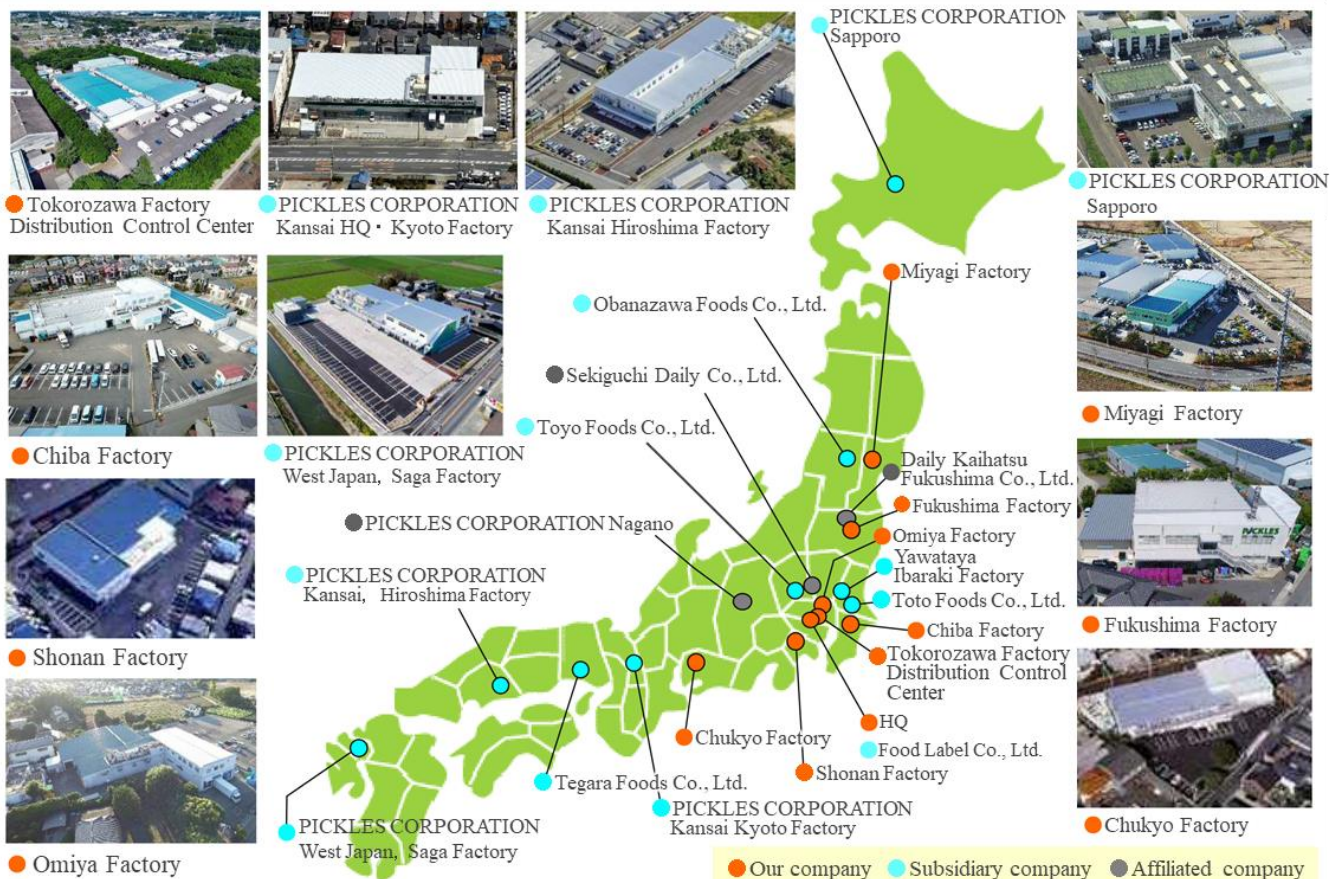 PICKLES CORPORATION
Sapporo
Tokorozawa Factory
Distribution Control Center
PICKLES CORPORATION
Kansai HQ・Kyoto Factory
PICKLES CORPORATION
Kansai Hiroshima Factory
PICKLES CORPORATION
Sapporo
Miyagi Factory
Obanazawa Foods Co., Ltd.
Sekiguchi Daily Co., Ltd.
Toyo Foods Co., Ltd.
Chiba Factory
PICKLES CORPORATION
West Japan, Saga Factory
Miyagi Factory
Daily Kaihatsu
Fukushima Co., Ltd.
Fukushima Factory
PICKLES CORPORATION Nagano
Omiya Factory
Yawataya
Ibaraki Factory
PICKLES
PICKLES CORPORATION
Kansai, Hiroshima Factory
Toto Foods Co., Ltd.
Chiba Factory
Fukushima Factory
Shonan Factory
Tokorozawa Factory
Distribution Control
Center
HQ
Chukyo Factory
Food Label Co., Ltd.
Shonan Factory
Tegara Foods Co., Ltd.
PICKLES CORPORATION
Kansai Kyoto Factory
PICKLES CORPORATION
West Japan, Saga Factory
Chukyo Factory
Omiya Factory
Our company
Subsidiary company
Affiliated company